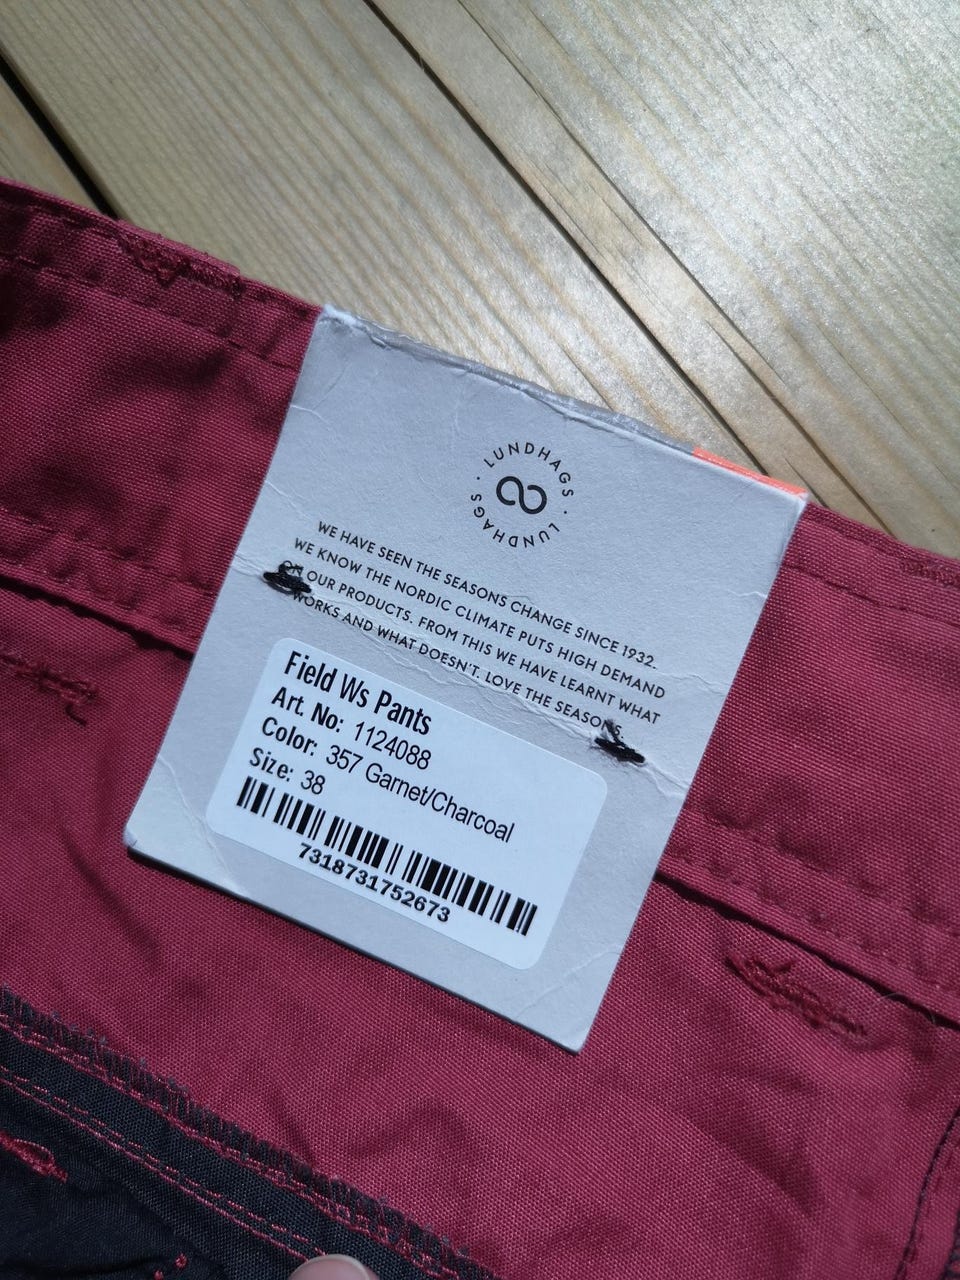 LUNDHAGS · LUNDHAGS ·
WE HAVE SEEN THE SEASONS CHANGE SINCE 1932.
WE KNOW THE NORDIC CLIMATE PUTS HIGH DEMAND
ON OUR PRODUCTS. FROM THIS WE HAVE LEARNT WHAT
WORKS AND WHAT DOESN'T. LOVE THE SEASONS.
Field Ws Pants
Art. No: 1124088
Color: 357 Garnet/Charcoal
Size: 38
7318731752673